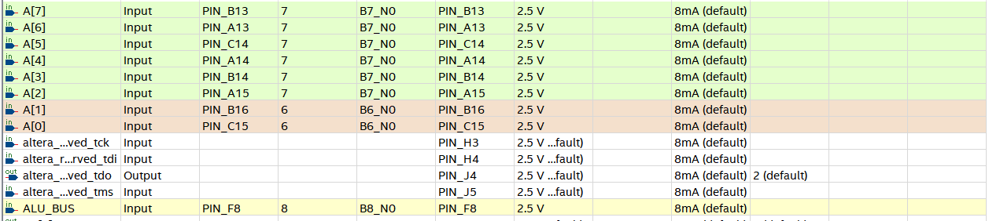 in A[7] Input PIN_B13 7 B7_N0 PIN_B13 2.5 V 8mA (default)
in A[6] Input PIN_A13 7 B7_N0 PIN_A13 2.5 V 8mA (default)
in A[5] Input PIN_C14 7 B7_N0 PIN_C14 2.5 V 8mA (default)
in A[4] Input PIN_A14 7 B7_N0 PIN_A14 2.5 V 8mA (default)
in A[3] Input PIN_B14 7 B7_N0 PIN_B14 2.5 V 8mA (default)
in A[2] Input PIN_A15 7 B7_N0 PIN_A15 2.5 V 8mA (default)
in A[1] Input PIN_B16 6 B6_N0 PIN_B16 2.5 V 8mA (default)
in A[0] Input PIN_C15 6 B6_N0 PIN_C15 2.5 V 8mA (default)
in altera_...ved_tck Input PIN_H3 2.5 V ...fault) 8mA (default)
in altera_r...rved_tdi Input PIN_H4 2.5 V ...fault) 8mA (default)
out altera_...ved_tdo Output PIN_J4 2.5 V ...fault) 8mA (default) 2 (default)
in altera_...ved_tms Input PIN_J5 2.5 V ...fault) 8mA (default)
in ALU_BUS Input PIN_F8 8 B8_N0 PIN_F8 2.5 V 8mA (default)